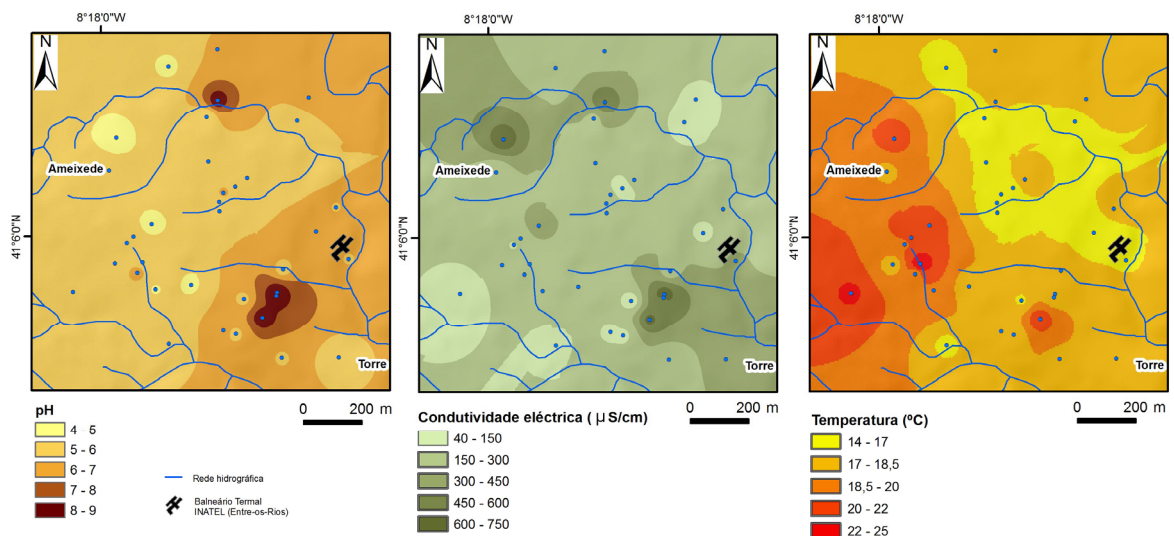 8°18'0"W
8°18'0"W
8°18'0"W
N
N
N
Ameixede
Ameixede
Ameixede
41°6'0"N
41°6'0"N
41°6'0"N
Torre
Torre
Torre
pH
4 - 5
5 - 6
6 - 7
7 - 8
8 - 9
0 200 m
Rede hidrográfica
Balneário Termal
INATEL (Entre-os-Rios)
Condutividade eléctrica ( µ S/cm)
40 - 150
150 - 300
300 - 450
450 - 600
600 - 750
0 200 m
Temperatura (ºC)
14 - 17
17 - 18,5
18,5 - 20
20 - 22
22 - 25
0 200 m